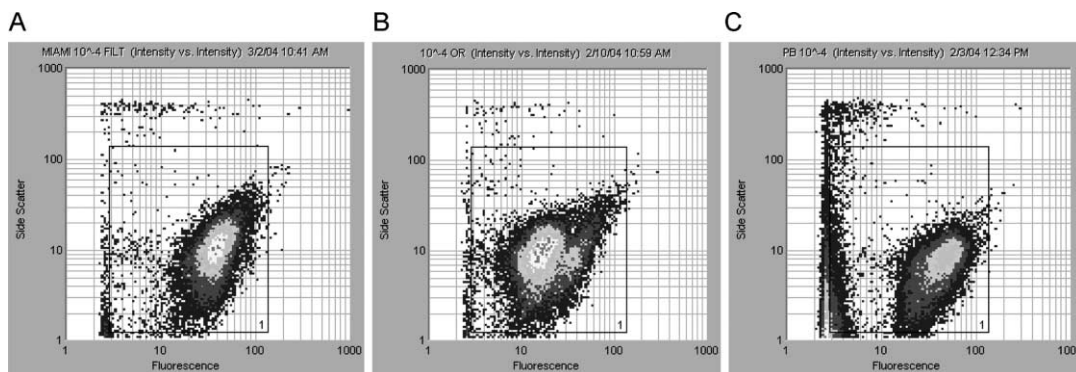 A
B
C
MIAMI 10^-4 FILT (Intensity vs. Intensity) 3/2/04 10:41 AM
1000
100
10
1
Side Scatter
1
1
10
100
1000
Fluorescence
10^-4 OR (Intensity vs. Intensity) 2/10/04 10:59 AM
1000
100
10
1
Side Scatter
1
1
10
100
1000
Fluorescence
PB 10^-4 (Intensity vs. Intensity) 2/3/04 12:34 PM
1000
100
10
1
Side Scatter
1
1
10
100
1000
Fluorescence